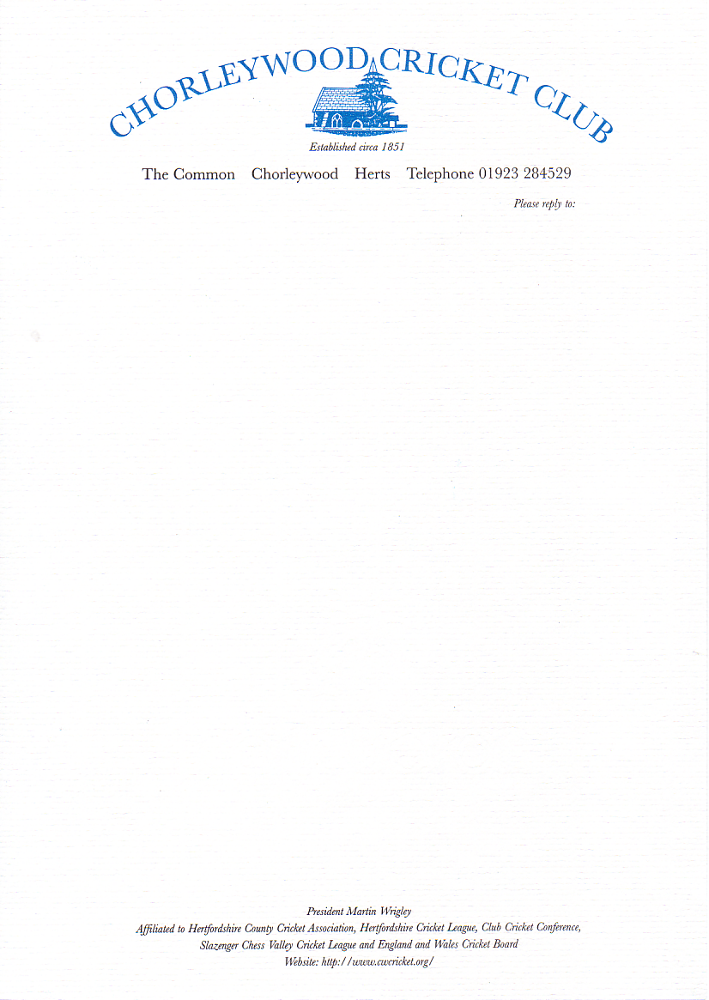 CHORLEYWOOD CRICKET CLUB
Established circa 1851
The Common Chorleywood Herts Telephone 01923 284529
Please reply to:
President Martin Wrigley
Affiliated to Hertfordshire County Cricket Association, Hertfordshire Cricket League, Club Cricket Conference,
Slazenger Chess Valley Cricket League and England and Wales Cricket Board
Website: http://www.cwcricket.org/